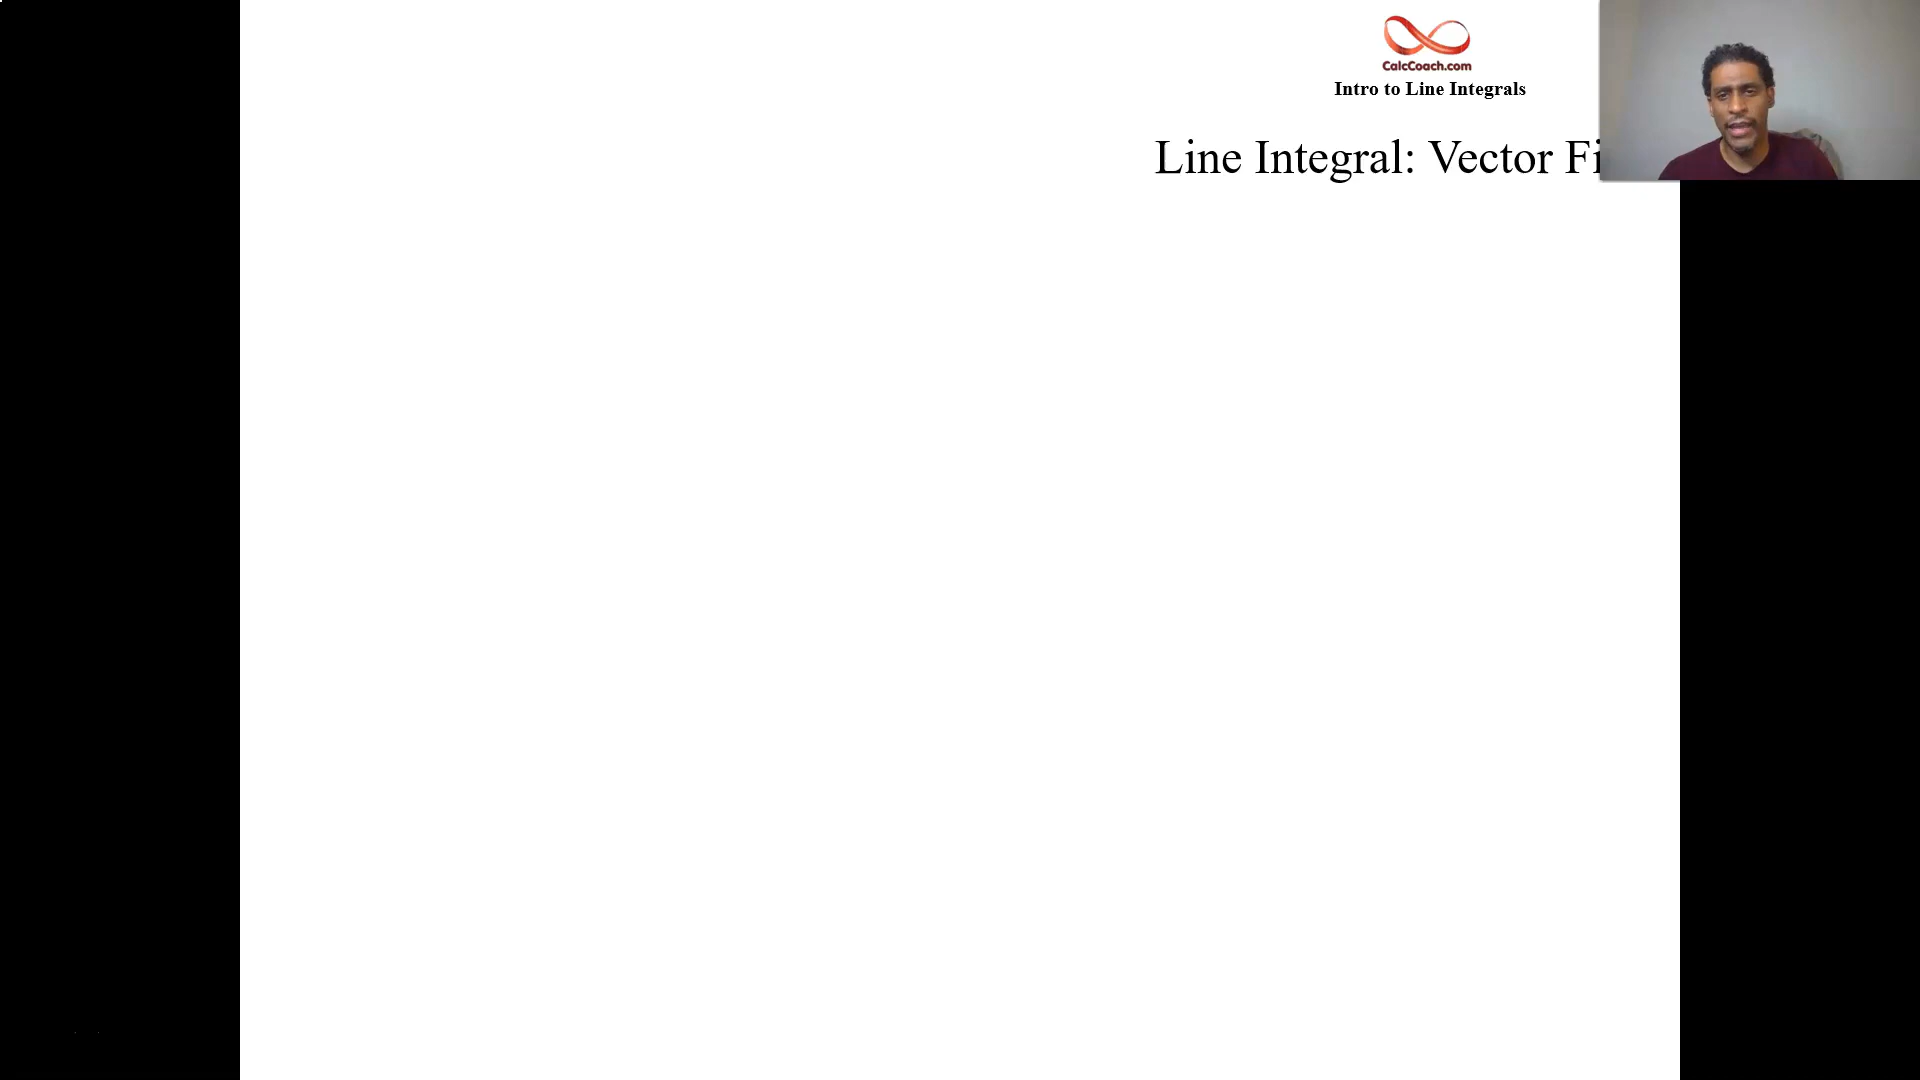 CalcCoach.com
Intro to Line Integrals
Line Integral: Vector Fi